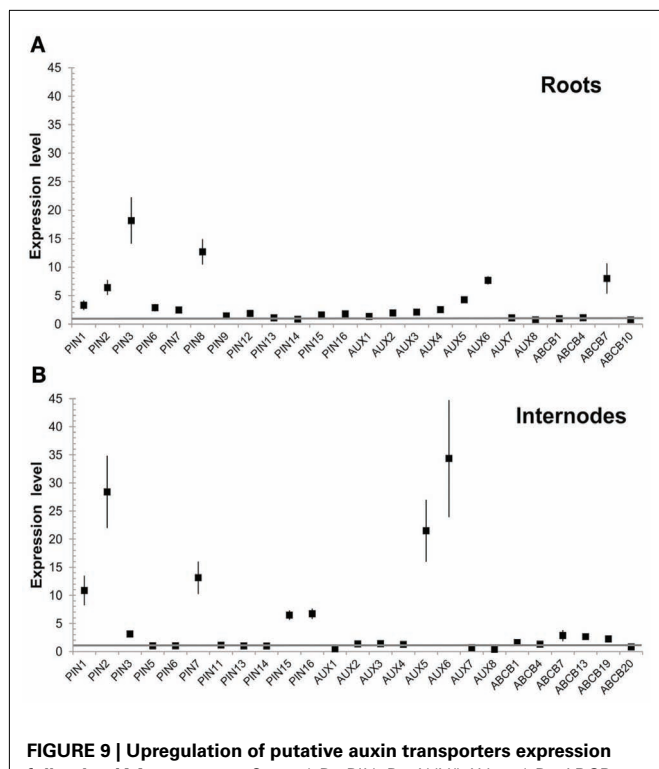 A
Roots
Expression level
45
40
35
30
25
20
15
10
5
0
PIN1 PIN2 PIN3 PIN6 PIN7 PIN8 PIN9 PIN12 PIN13 PIN14 PIN15 PIN16 AUX1 AUX2 AUX3 AUX4 AUX5 AUX6 AUX7 AUX8 ABCB1 ABCB4 ABCB7 ABCB10
B
Internodes
Expression level
45
40
35
30
25
20
15
10
5
0
PIN1 PIN2 PIN3 PIN5 PIN6 PIN7 PIN11 PIN13 PIN14 PIN15 PIN16 AUX1 AUX2 AUX3 AUX4 AUX5 AUX6 AUX7 AUX8 ABCB1 ABCB4 ABCB7 ABCB13 ABCB19 ABCB20
FIGURE 9 | Upregulation of putative auxin transporters expression